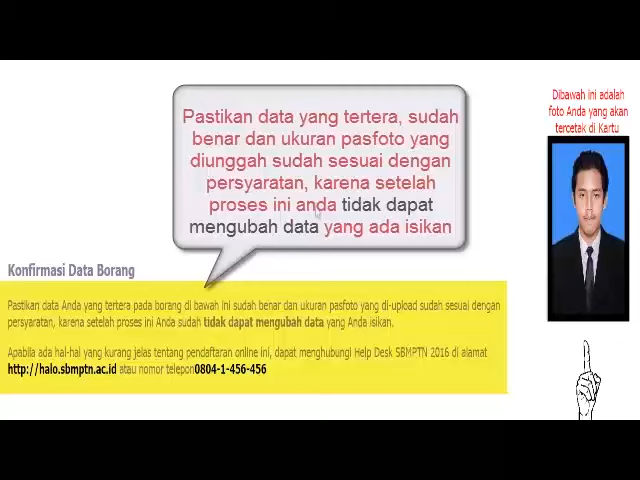 Pastikan data yang tertera, sudah
benar dan ukuran pasfoto yang
diunggah sudah sesuai dengan
persyaratan, karena setelah
proses ini anda tidak dapat
mengubah data yang ada isikan
Dibawah ini adalah
foto Anda yang akan
tercetak di Kartu
Konfirmasi Data Borang
Pastikan data Anda yang tertera pada borang di bawah ini sudah benar dan ukuran pasfoto yang di-upload sudah sesuai dengan
persyaratan, karena setelah proses ini Anda sudah tidak dapat mengubah data yang Anda isikan.
Apabila ada hal-hal yang kurang jelas tentang pendaftaran online ini, dapat menghubungi Help Desk SBMPTN 2016 di alamat
http://halo.sbmptn.ac.id atau nomor telepon0804-1-456-456